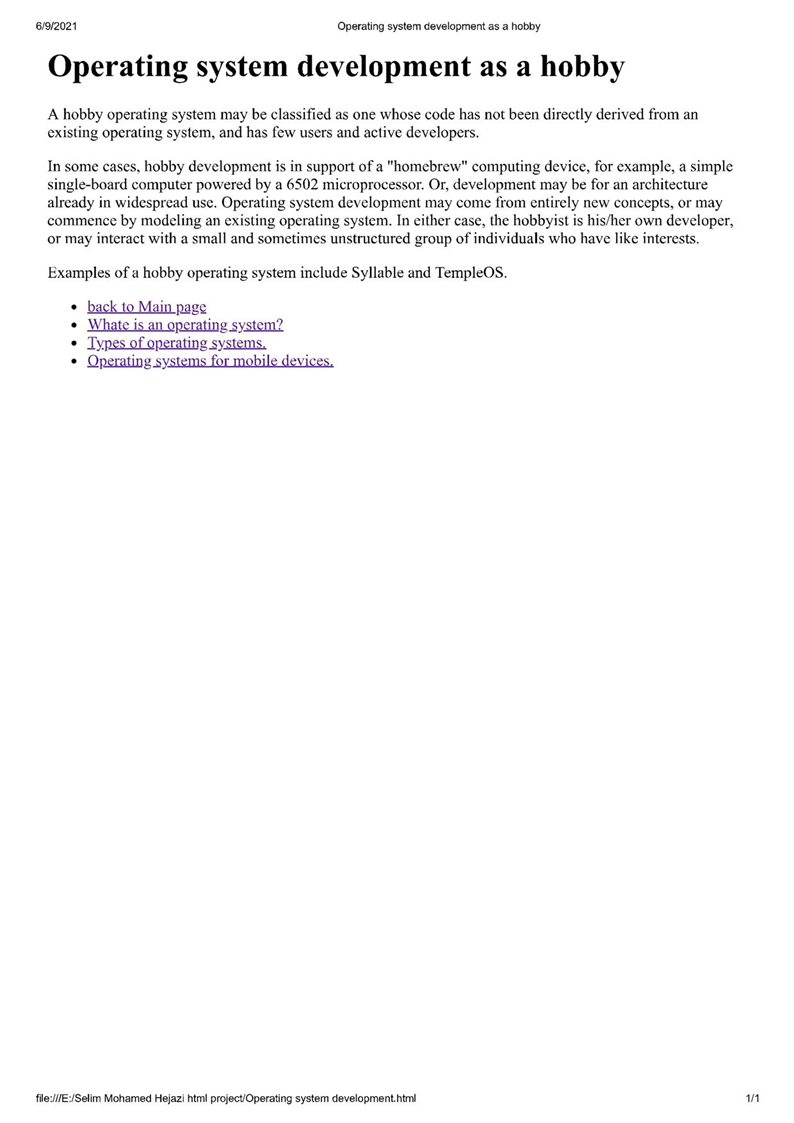 6/9/2021 Operating system development as a hobby
Operating system development as a hobby
A hobby operating system may be classified as one whose code has not been directly derived from an
existing operating system, and has few users and active developers.
In some cases, hobby development is in support of a "homebrew" computing device, for example, a simple
single-board computer powered by a 6502 microprocessor. Or, development may be for an architecture
already in widespread use. Operating system development may come from entirely new concepts, or may
commence by modeling an existing operating system. In either case, the hobbyist is his/her own developer,
or may interact with a small and sometimes unstructured group of individuals who have like interests.
Examples of a hobby operating system include Syllable and TempleOS.
• back to Main page
• Whate is an operating system?
• Types of operating systems.
• Operating systems for mobile devices.
file:///E:/Selim Mohamed Hejazi html project/Operating system development.html 1/1